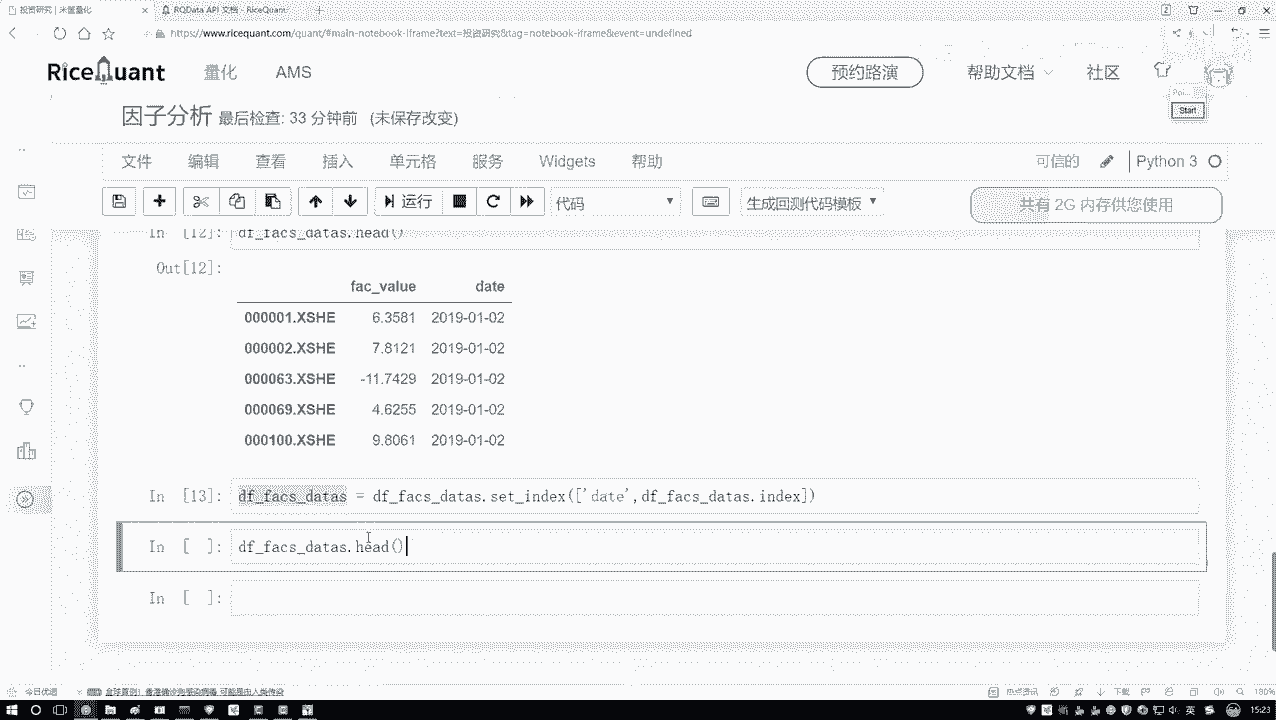 投资研究 | 米筐量化
RQData API 文档 - RiceQuant
https://www.ricequant.com/quant/#main-notebook-iframe?text=投资研究&tag=notebook-iframe&event=undefined
RiceQuant 量化 AMS 预约路演 帮助文档 社区
Start
因子分析 最后检查: 33 分钟前 (未保存改变)
文件 编辑 查看 插入 单元格 服务 Widgets 帮助 可信的 Python 3
运行 代码 生成回测代码模板 共有 2G 内存供您使用
In [12]: df_facs_datas.head()
Out[12]:
fac_value date
000001.XSHE 6.3581 2019-01-02
000002.XSHE 7.8121 2019-01-02
000063.XSHE -11.7429 2019-01-02
000069.XSHE 4.6255 2019-01-02
000100.XSHE 9.8061 2019-01-02
In [13]: df_facs_datas = df_facs_datas.set_index(['date',df_facs_datas.index])
In [ ]: df_facs_datas.head()
In [ ]:
今日优选
热点资讯 下载 180%
英 15:23